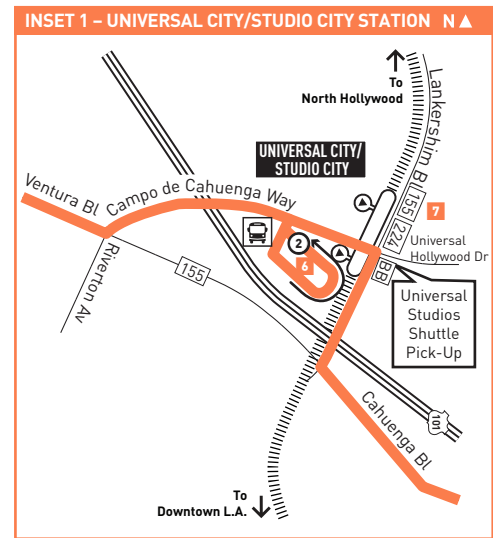 INSET 1 – UNIVERSAL CITY/STUDIO CITY STATION N
To
North Hollywood
Lankershim Bl
UNIVERSAL CITY/
STUDIO CITY
Ventura Bl
Campo de Cahuenga Way
155
224
7
2
6
Universal
Hollywood Dr
BB
Riverton Av
155
Universal
Studios
Shuttle
Pick-Up
101
Cahuenga Bl
To
Downtown L.A.